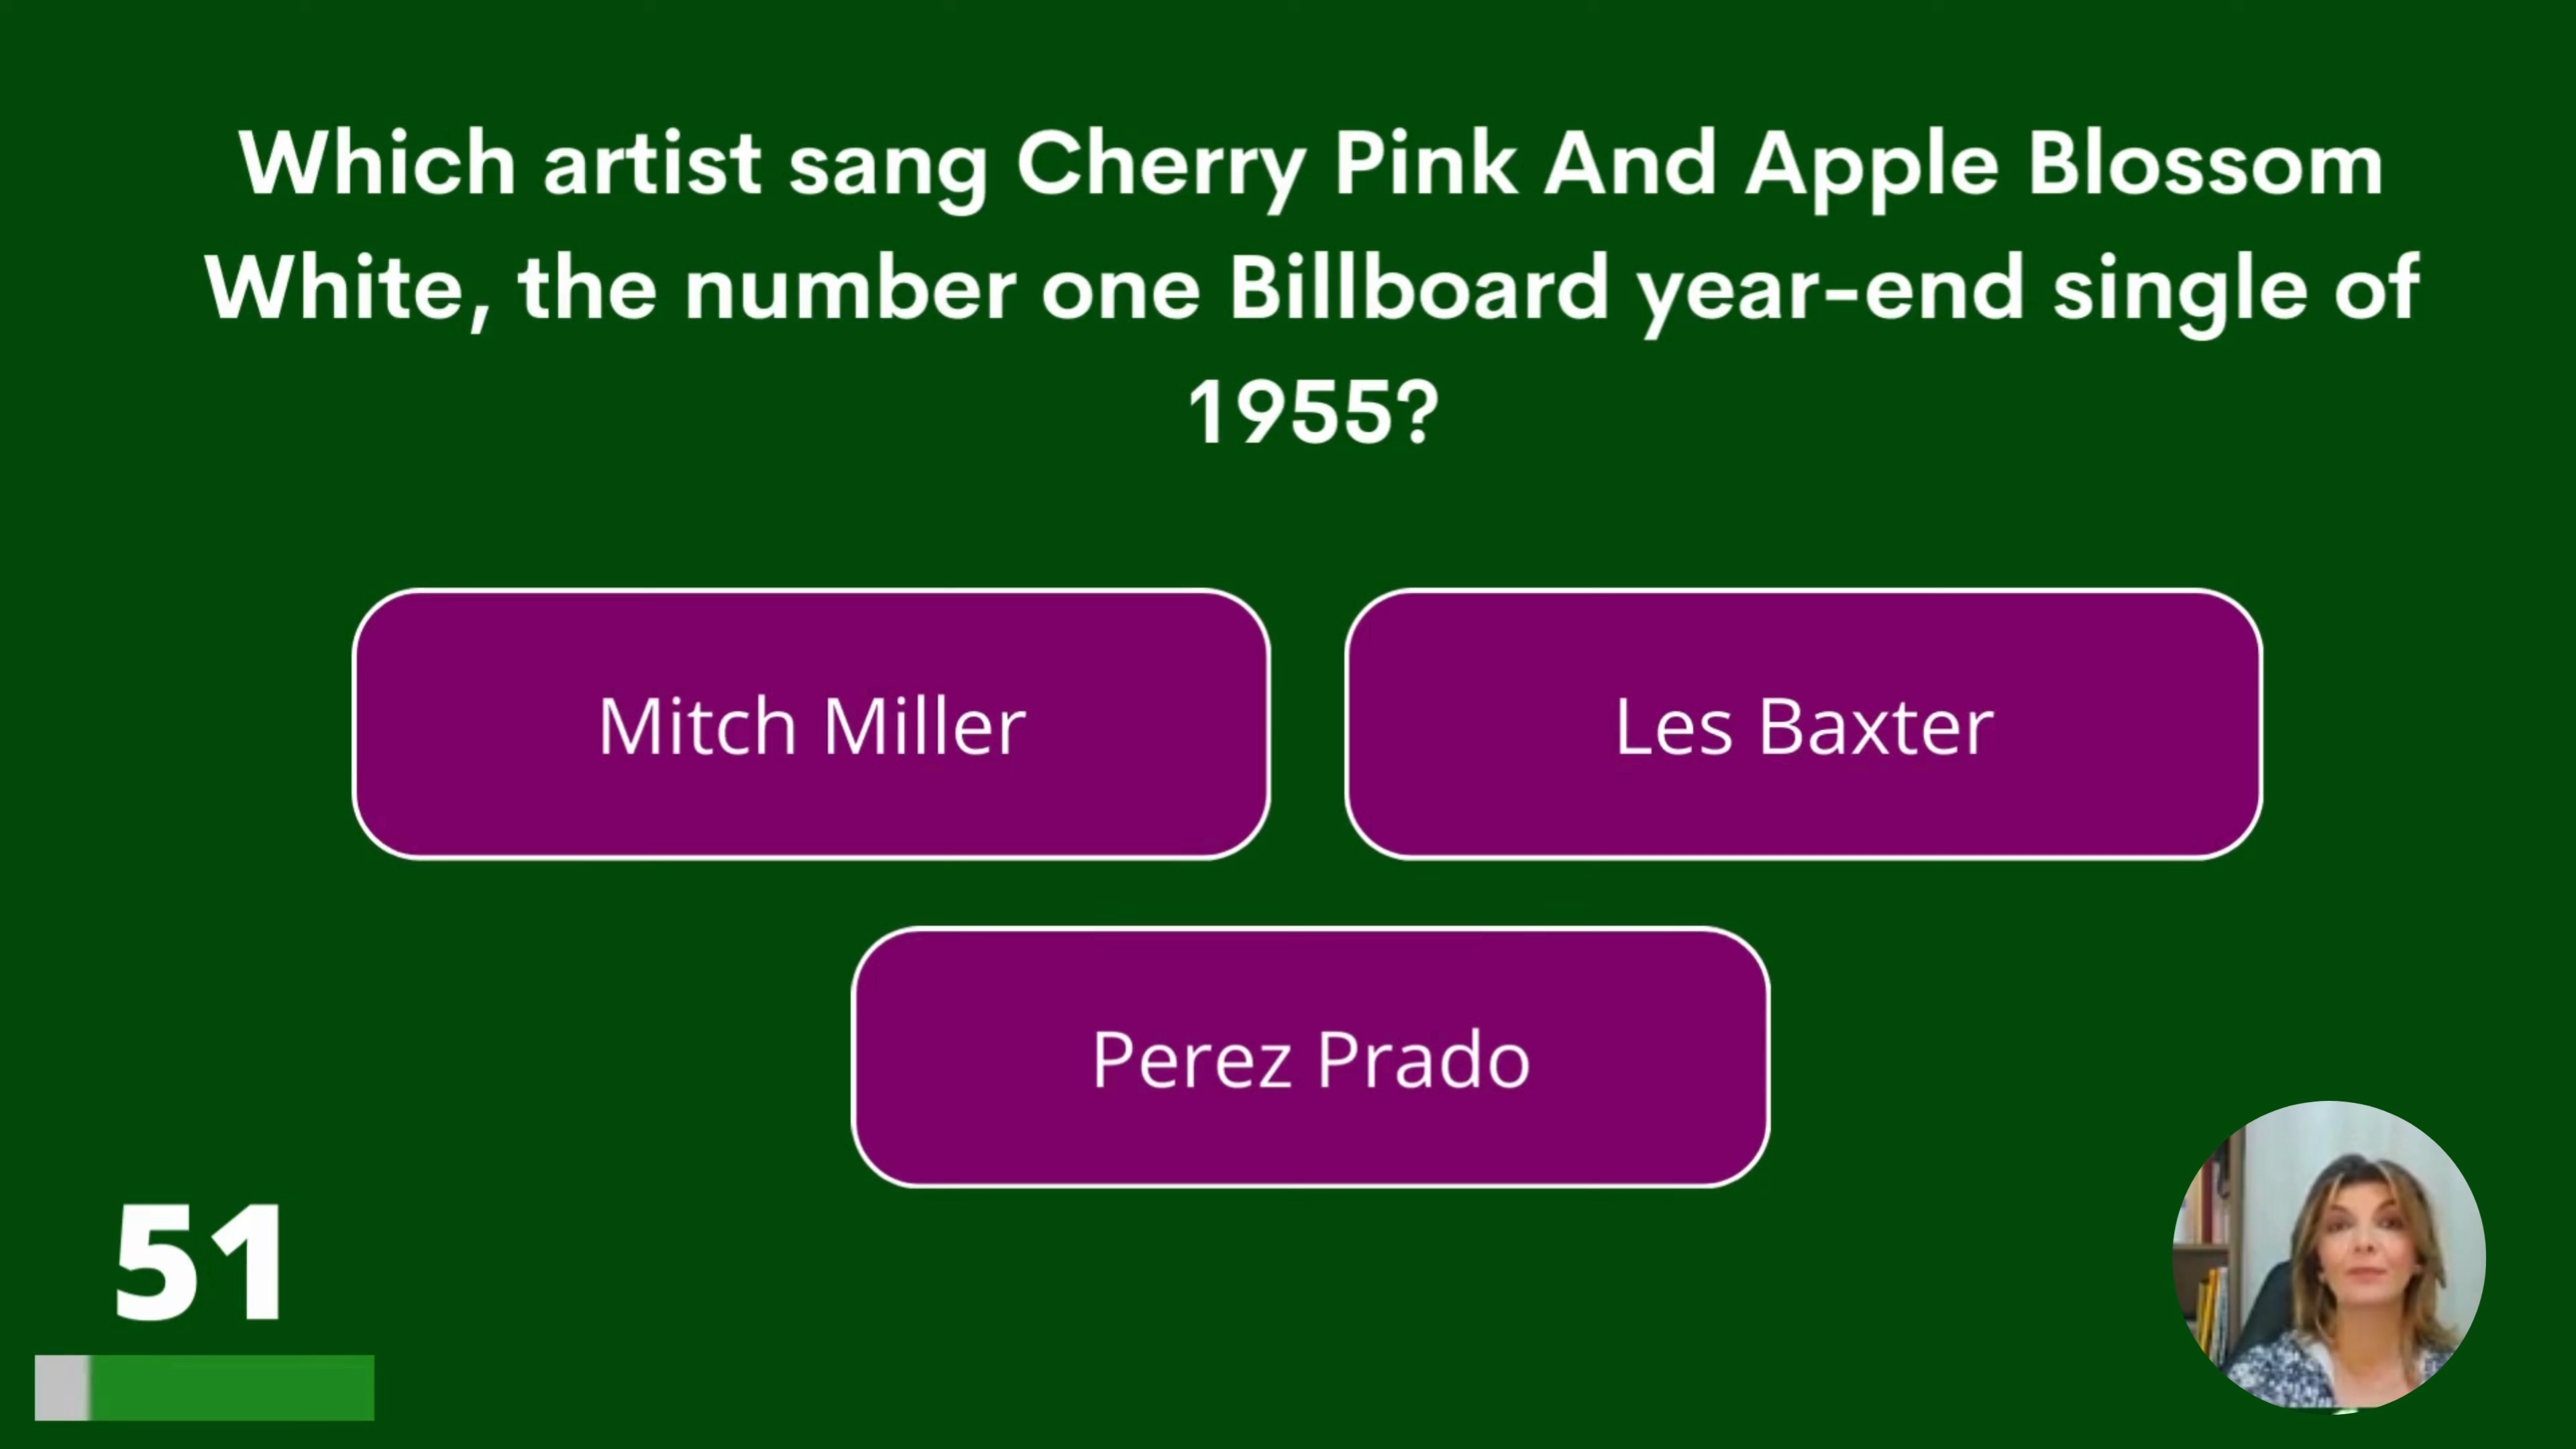 Which artist sang Cherry Pink And Apple Blossom
White, the number one Billboard year-end single of
1955?
Mitch Miller
Les Baxter
Perez Prado
51